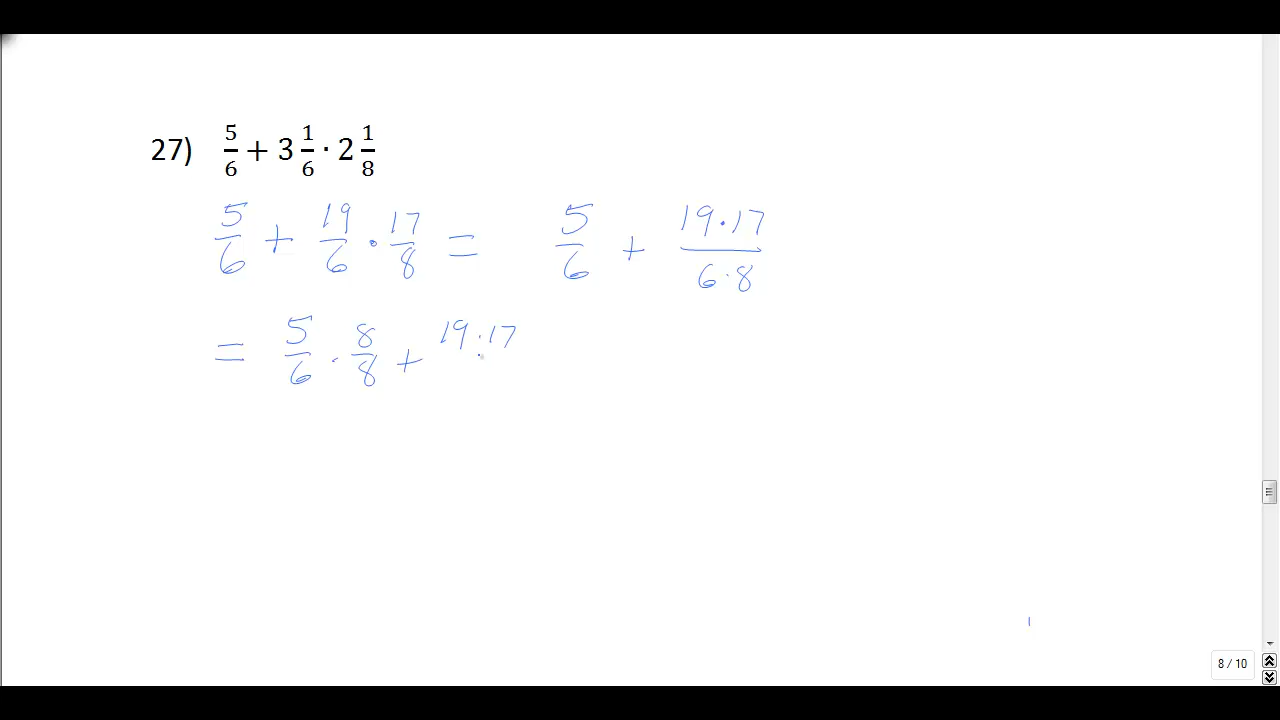 27) 5/6 + 3 1/6 · 2 1/8
5/6 + 19/6 · 17/8 = 5/6 + 19·17/6·8
= 5/6 · 8/8 + 19·17
8 / 10